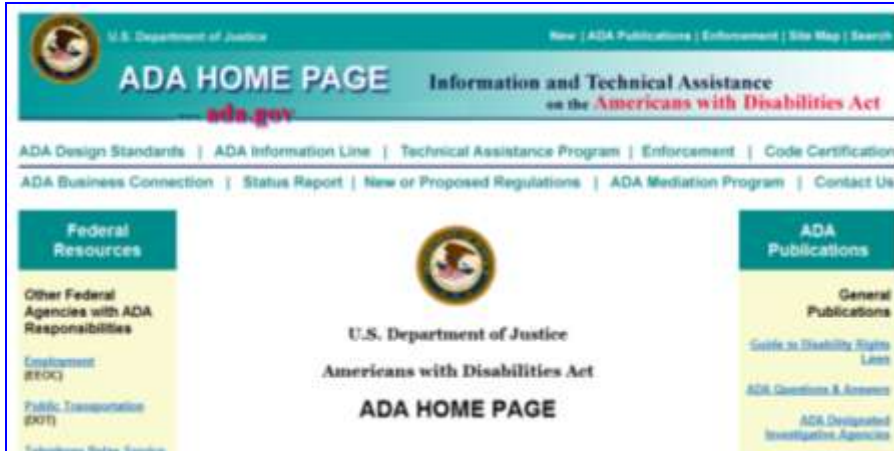 U.S. Department of Justice
New | ADA Publications | Enforcement | Site Map | Search
ADA HOME PAGE
Information and Technical Assistance
on the Americans with Disabilities Act
--- ada.gov
ADA Design Standards | ADA Information Line | Technical Assistance Program | Enforcement | Code Certification
ADA Business Connection | Status Report | New or Proposed Regulations | ADA Mediation Program | Contact Us
Federal
Resources
Other Federal
Agencies with ADA
Responsibilities
Employment
(EEOC)
Public Transportation
(DOT)
Telephone Relay Service
U.S. Department of Justice
Americans with Disabilities Act
ADA HOME PAGE
ADA
Publications
General
Publications
Guide to Disability Rights
Laws
ADA Questions & Answers
ADA Designated
Investigative Agencies